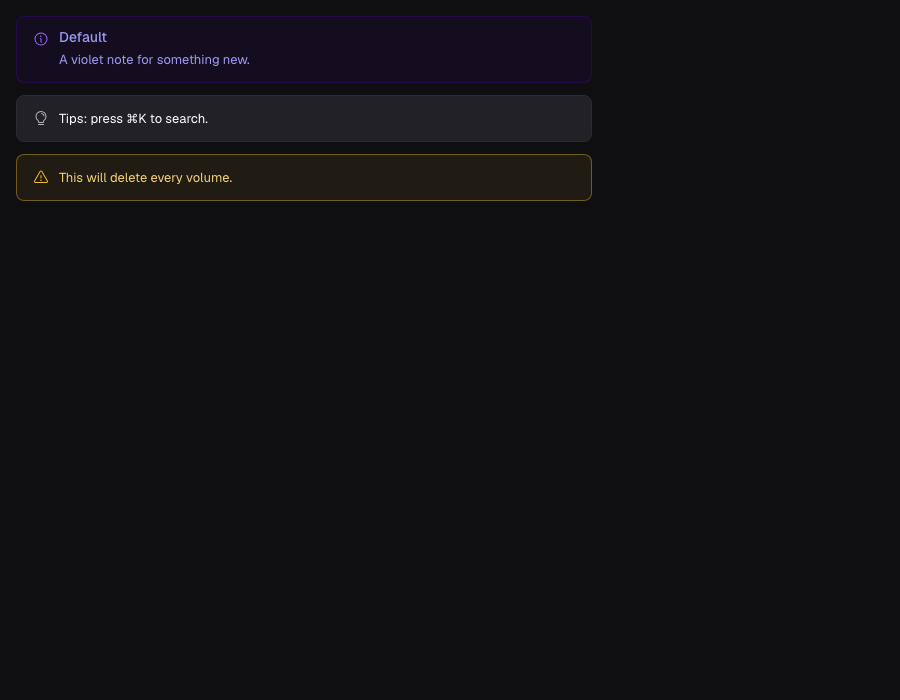 Default
A violet note for something new.
Tips: press ⌘K to search.
This will delete every volume.